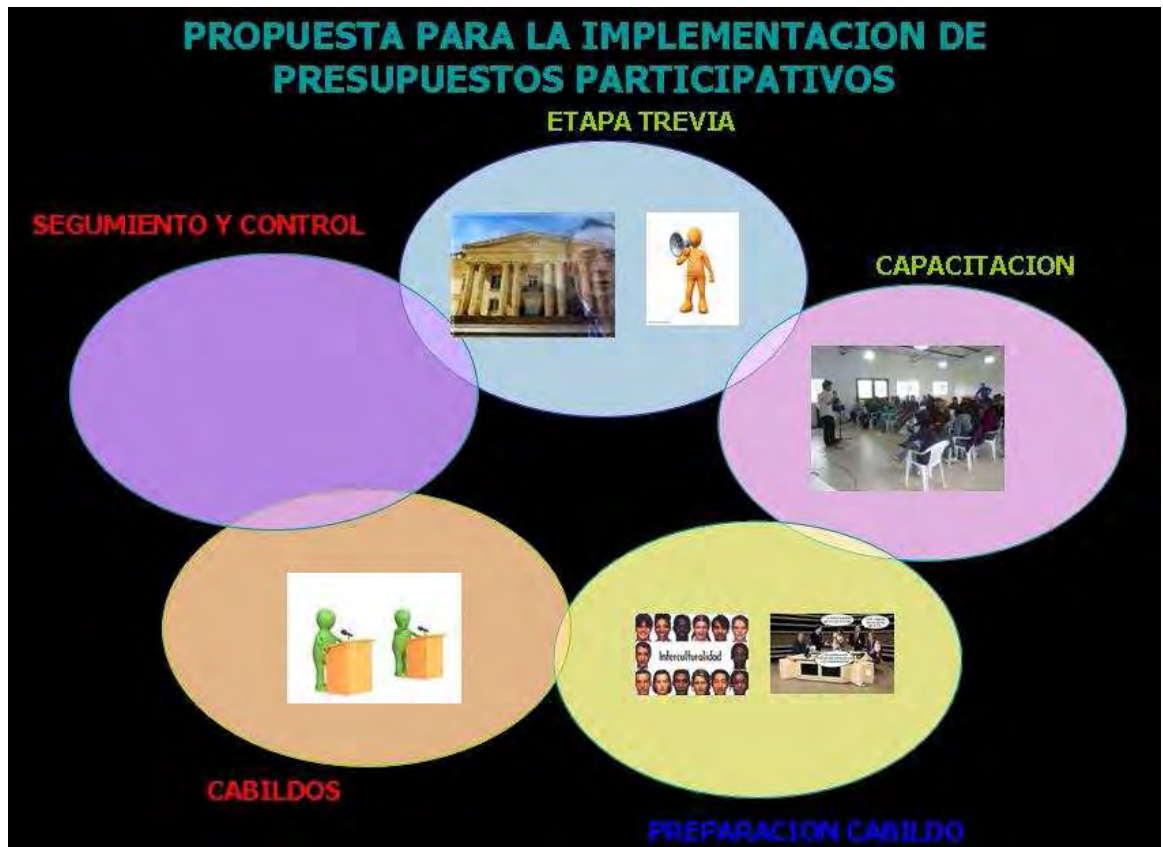 PROPUESTA PARA LA IMPLEMENTACION DE
PRESUPUESTOS PARTICIPATIVOS
ETAPA TREVIA
SEGUMIENTO Y CONTROL
CAPACITACION
Interculturalidad
CABILDOS
PREPARACION CABILDO